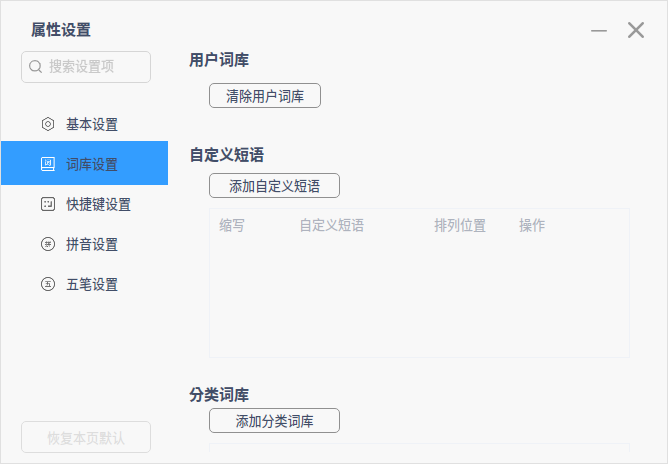 属性设置
搜索设置项
基本设置
词库设置
快捷键设置
拼音设置
五笔设置
恢复本页默认
用户词库
清除用户词库
自定义短语
添加自定义短语
缩写 自定义短语 排列位置 操作
分类词库
添加分类词库